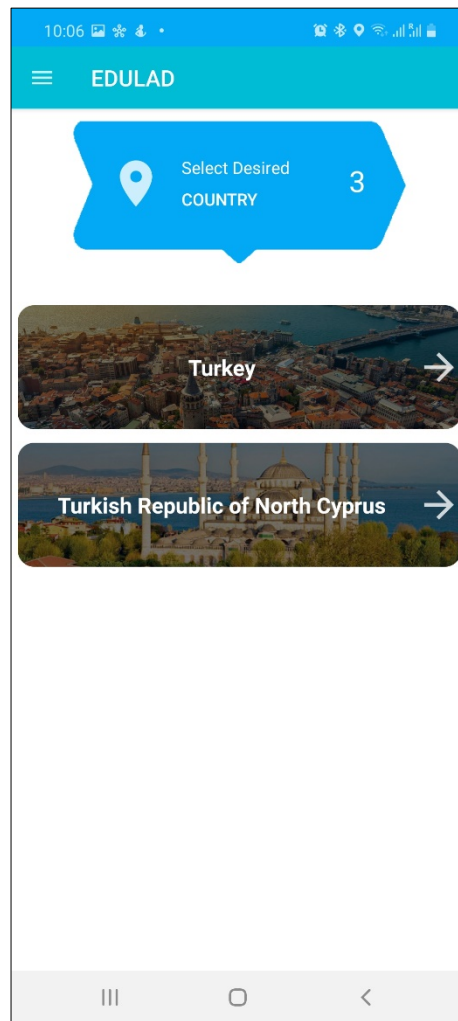 10:06
EDULAD
Select Desired
COUNTRY
3
Turkey
Turkish Republic of North Cyprus